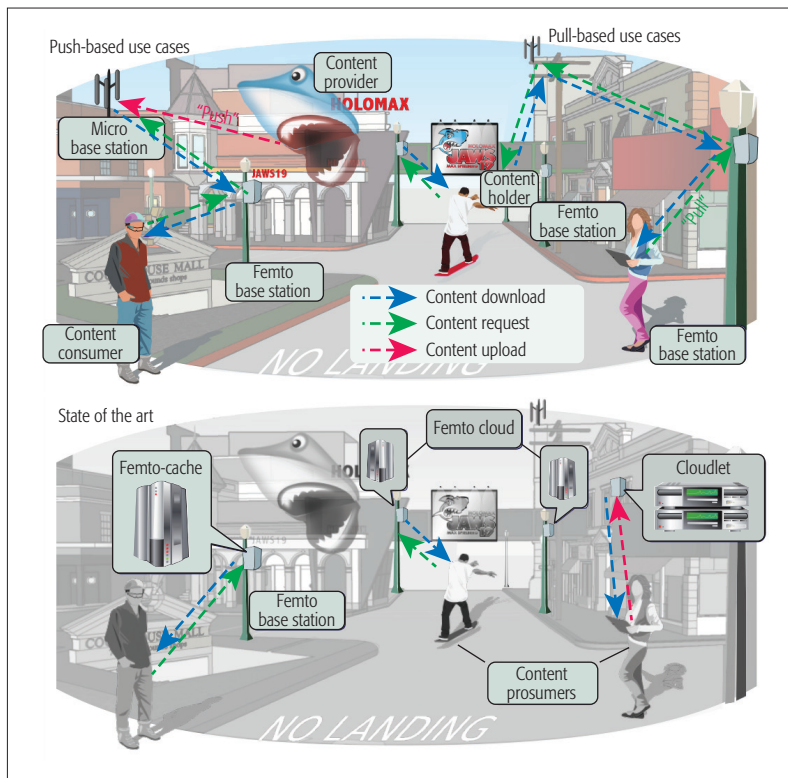 Push-based use cases
Pull-based use cases
Content
provider
HOLOMAX
"Push"
Micro
base station
JAWS19
HOLOMAX
JAWS
Content
holder
Femto
base station
"Pull"
Femto
base station
Content
consumer
Content download
Content request
Content upload
Femto
base station
NO LANDING
State of the art
Femto cloud
Femto-cache
Cloudlet
HOLOMAX
JAWS19
Femto
base station
Content
prosumers
NO LANDING